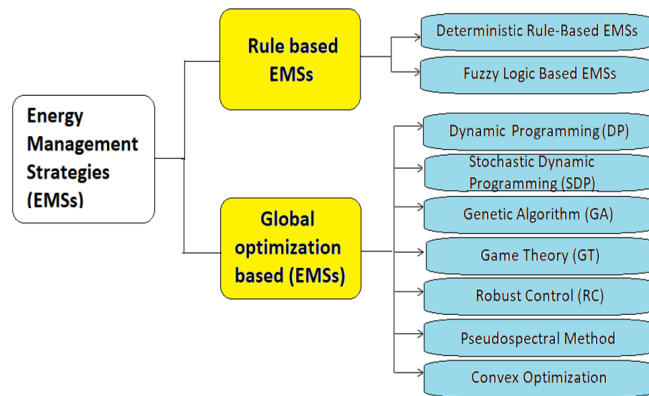 Energy
Management
Strategies
(EMSs)
Rule based
EMSs
Deterministic Rule-Based EMSs
Fuzzy Logic Based EMSs
Global
optimization
based (EMSs)
Dynamic Programming (DP)
Stochastic Dynamic
Programming (SDP)
Genetic Algorithm (GA)
Game Theory (GT)
Robust Control (RC)
Pseudospectral Method
Convex Optimization